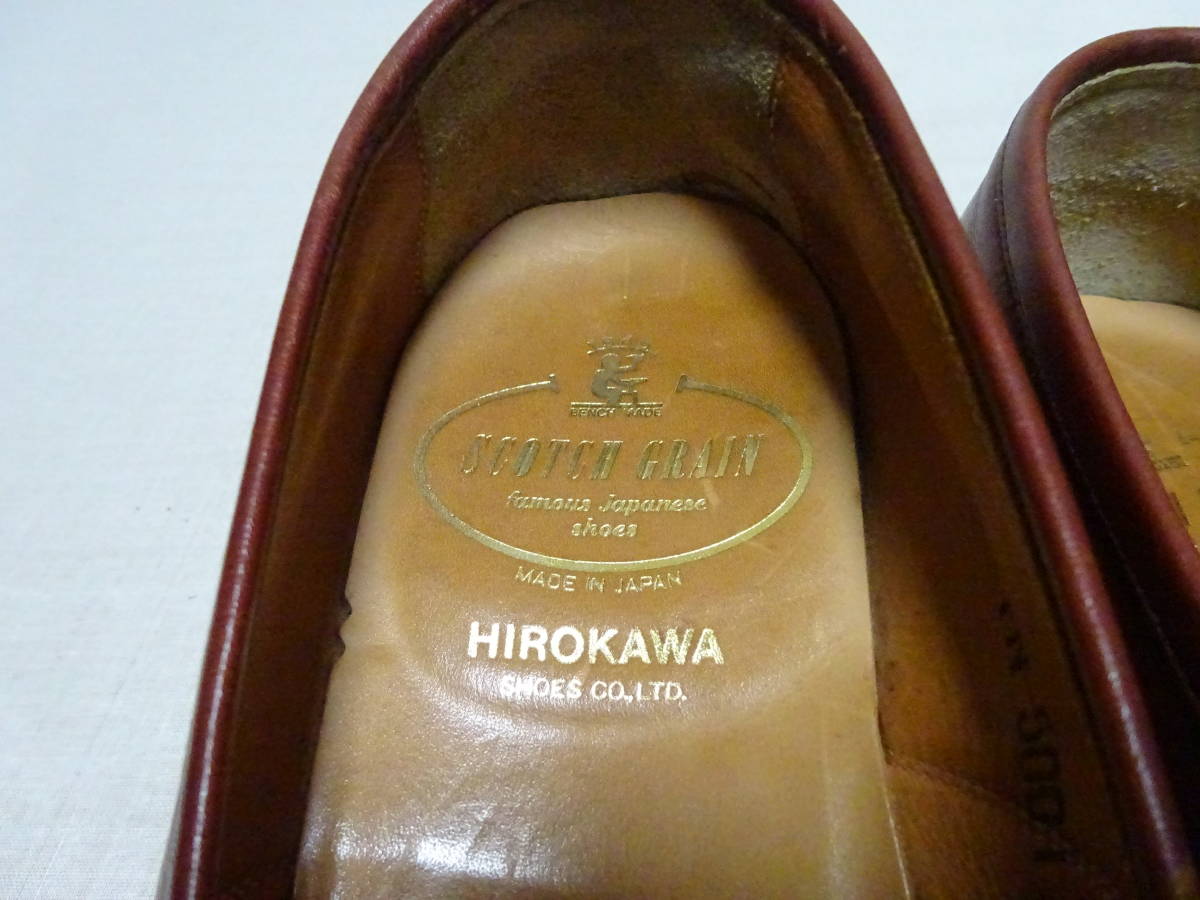 BENCH MADE
SCOTCH GRAIN
famous Japanese
shoes
MADE IN JAPAN
HIROKAWA
SHOES CO., LTD.